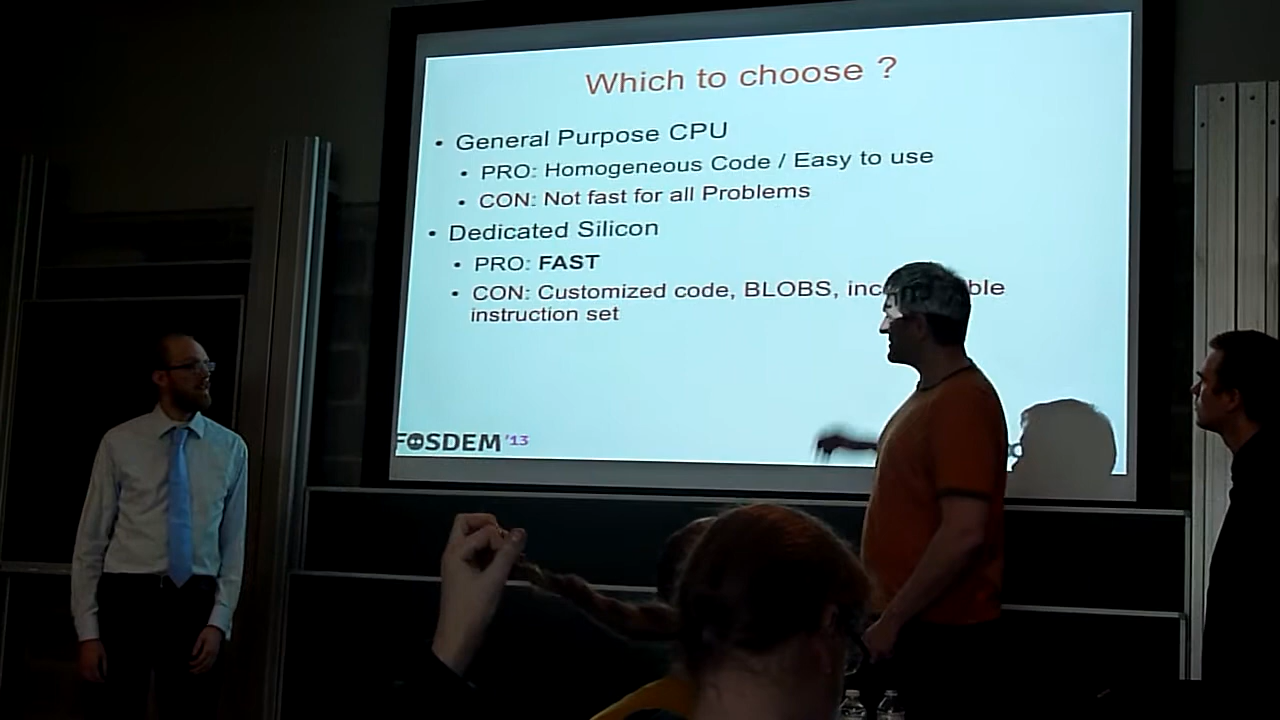 Which to choose ?
• General Purpose CPU
• PRO: Homogeneous Code / Easy to use
• CON: Not fast for all Problems
• Dedicated Silicon
• PRO: FAST
• CON: Customized code, BLOBS,
instruction set
FOSDEM '13